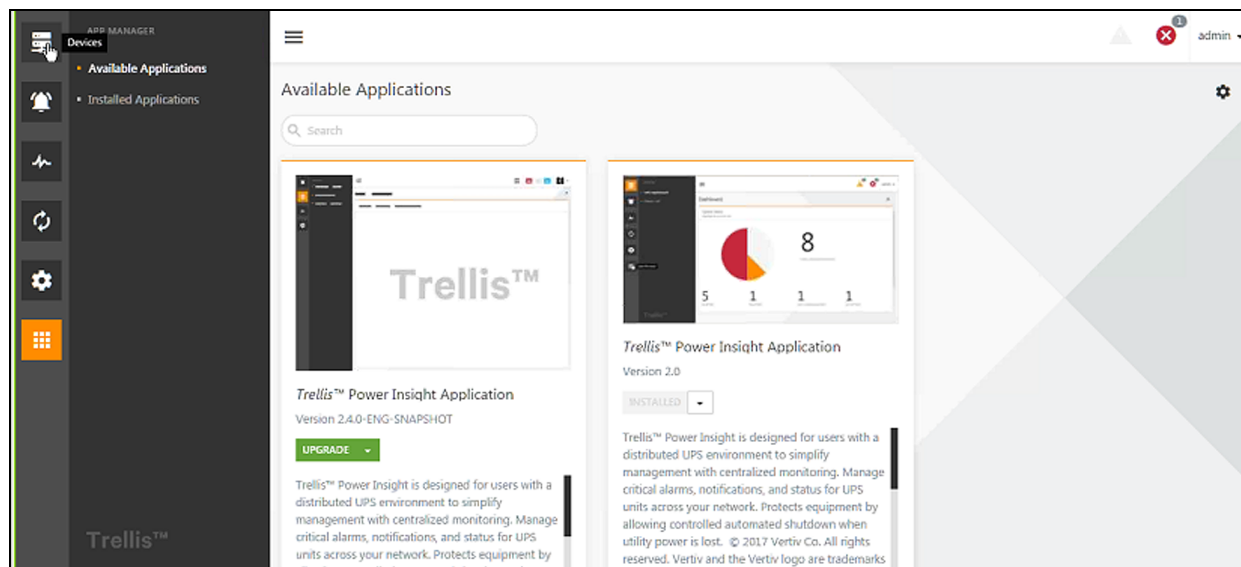 APP MANAGER
Devices
Available Applications
Installed Applications
Trellis™
1
admin
Available Applications
Search
Trellis™
Trellis™ Power Insight Application
Version 2.4.0-ENG-SNAPSHOT
UPGRADE
Trellis™ Power Insight is designed for users with a
distributed UPS environment to simplify
management with centralized monitoring. Manage
critical alarms, notifications, and status for UPS
units across your network. Protects equipment by
Dashboard
8
5 1 1 1
Trellis™ Power Insight Application
Version 2.0
INSTALLED
Trellis™ Power Insight is designed for users with a
distributed UPS environment to simplify
management with centralized monitoring. Manage
critical alarms, notifications, and status for UPS
units across your network. Protects equipment by
allowing controlled automated shutdown when
utility power is lost. © 2017 Vertiv Co. All rights
reserved. Vertiv and the Vertiv logo are trademarks